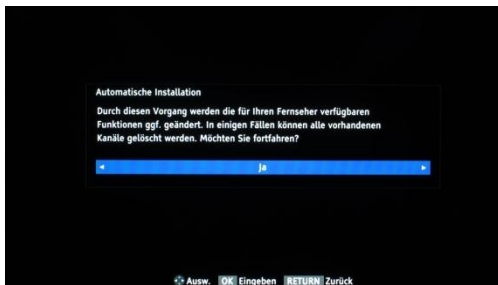 Automatische Installation
Durch diesen Vorgang werden die für Ihren Fernseher verfügbaren
Funktionen ggf. geändert. In einigen Fällen können alle vorhandenen
Kanäle gelöscht werden. Möchten Sie fortfahren?
Ja
Ausw. OK Eingeben RETURN Zurück